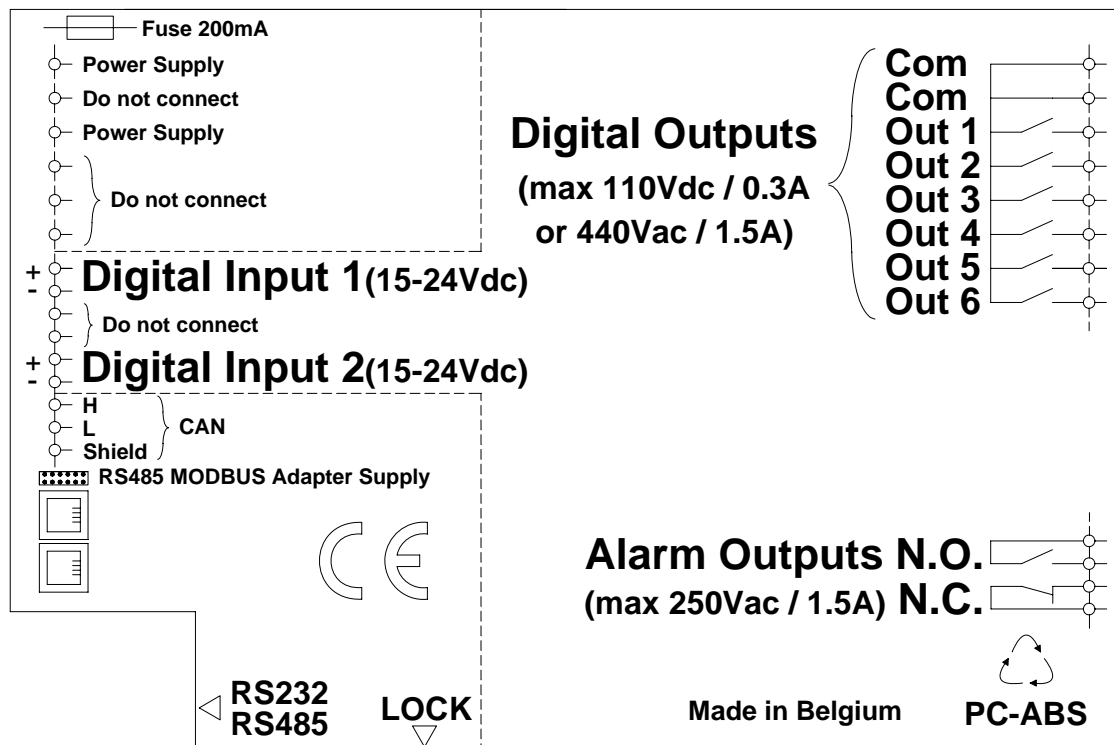 Fuse 200mA
Power Supply
Do not connect
Power Supply
Do not connect
+
-
Digital Input 1(15-24Vdc)
Do not connect
+
-
Digital Input 2(15-24Vdc)
H
L
Shield
CAN
RS485 MODBUS Adapter Supply
CE
RS232
RS485
LOCK
Digital Outputs
(max 110Vdc / 0.3A
or 440Vac / 1.5A)
Com
Com
Out 1
Out 2
Out 3
Out 4
Out 5
Out 6
Alarm Outputs N.O.
(max 250Vac / 1.5A) N.C.
Made in Belgium
PC-ABS